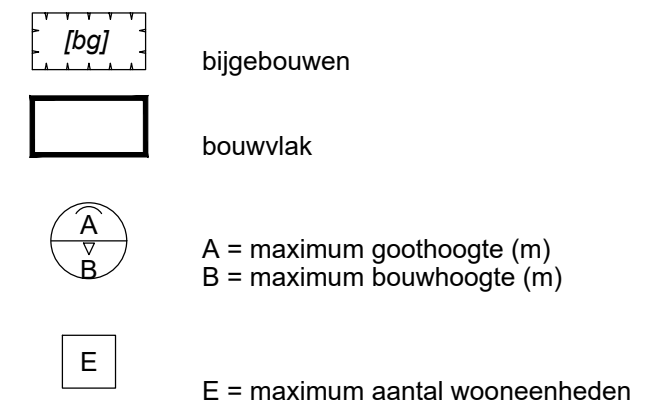 [bg] bijgebouwen
bouwvlak
A
B
A = maximum goothoogte (m)
B = maximum bouwhoogte (m)
E
E = maximum aantal wooneenheden